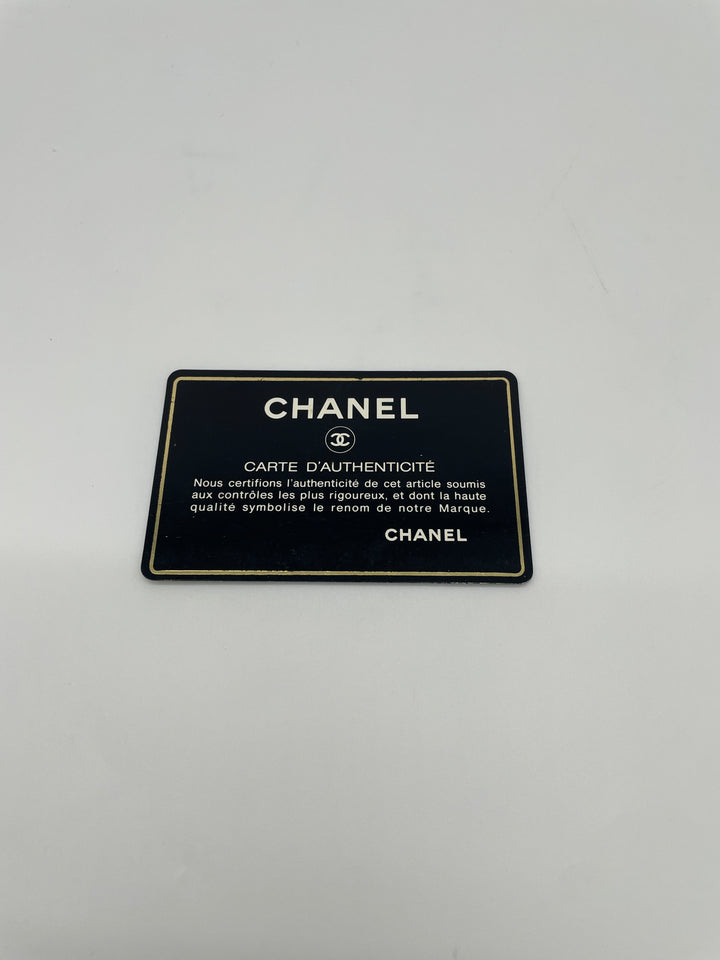 CHANEL
CARTE D'AUTHENTICITÉ
Nous certifions l'authenticité de cet article soumis
aux contrôles les plus rigoureux, et dont la haute
qualité symbolise le renom de notre Marque.
CHANEL